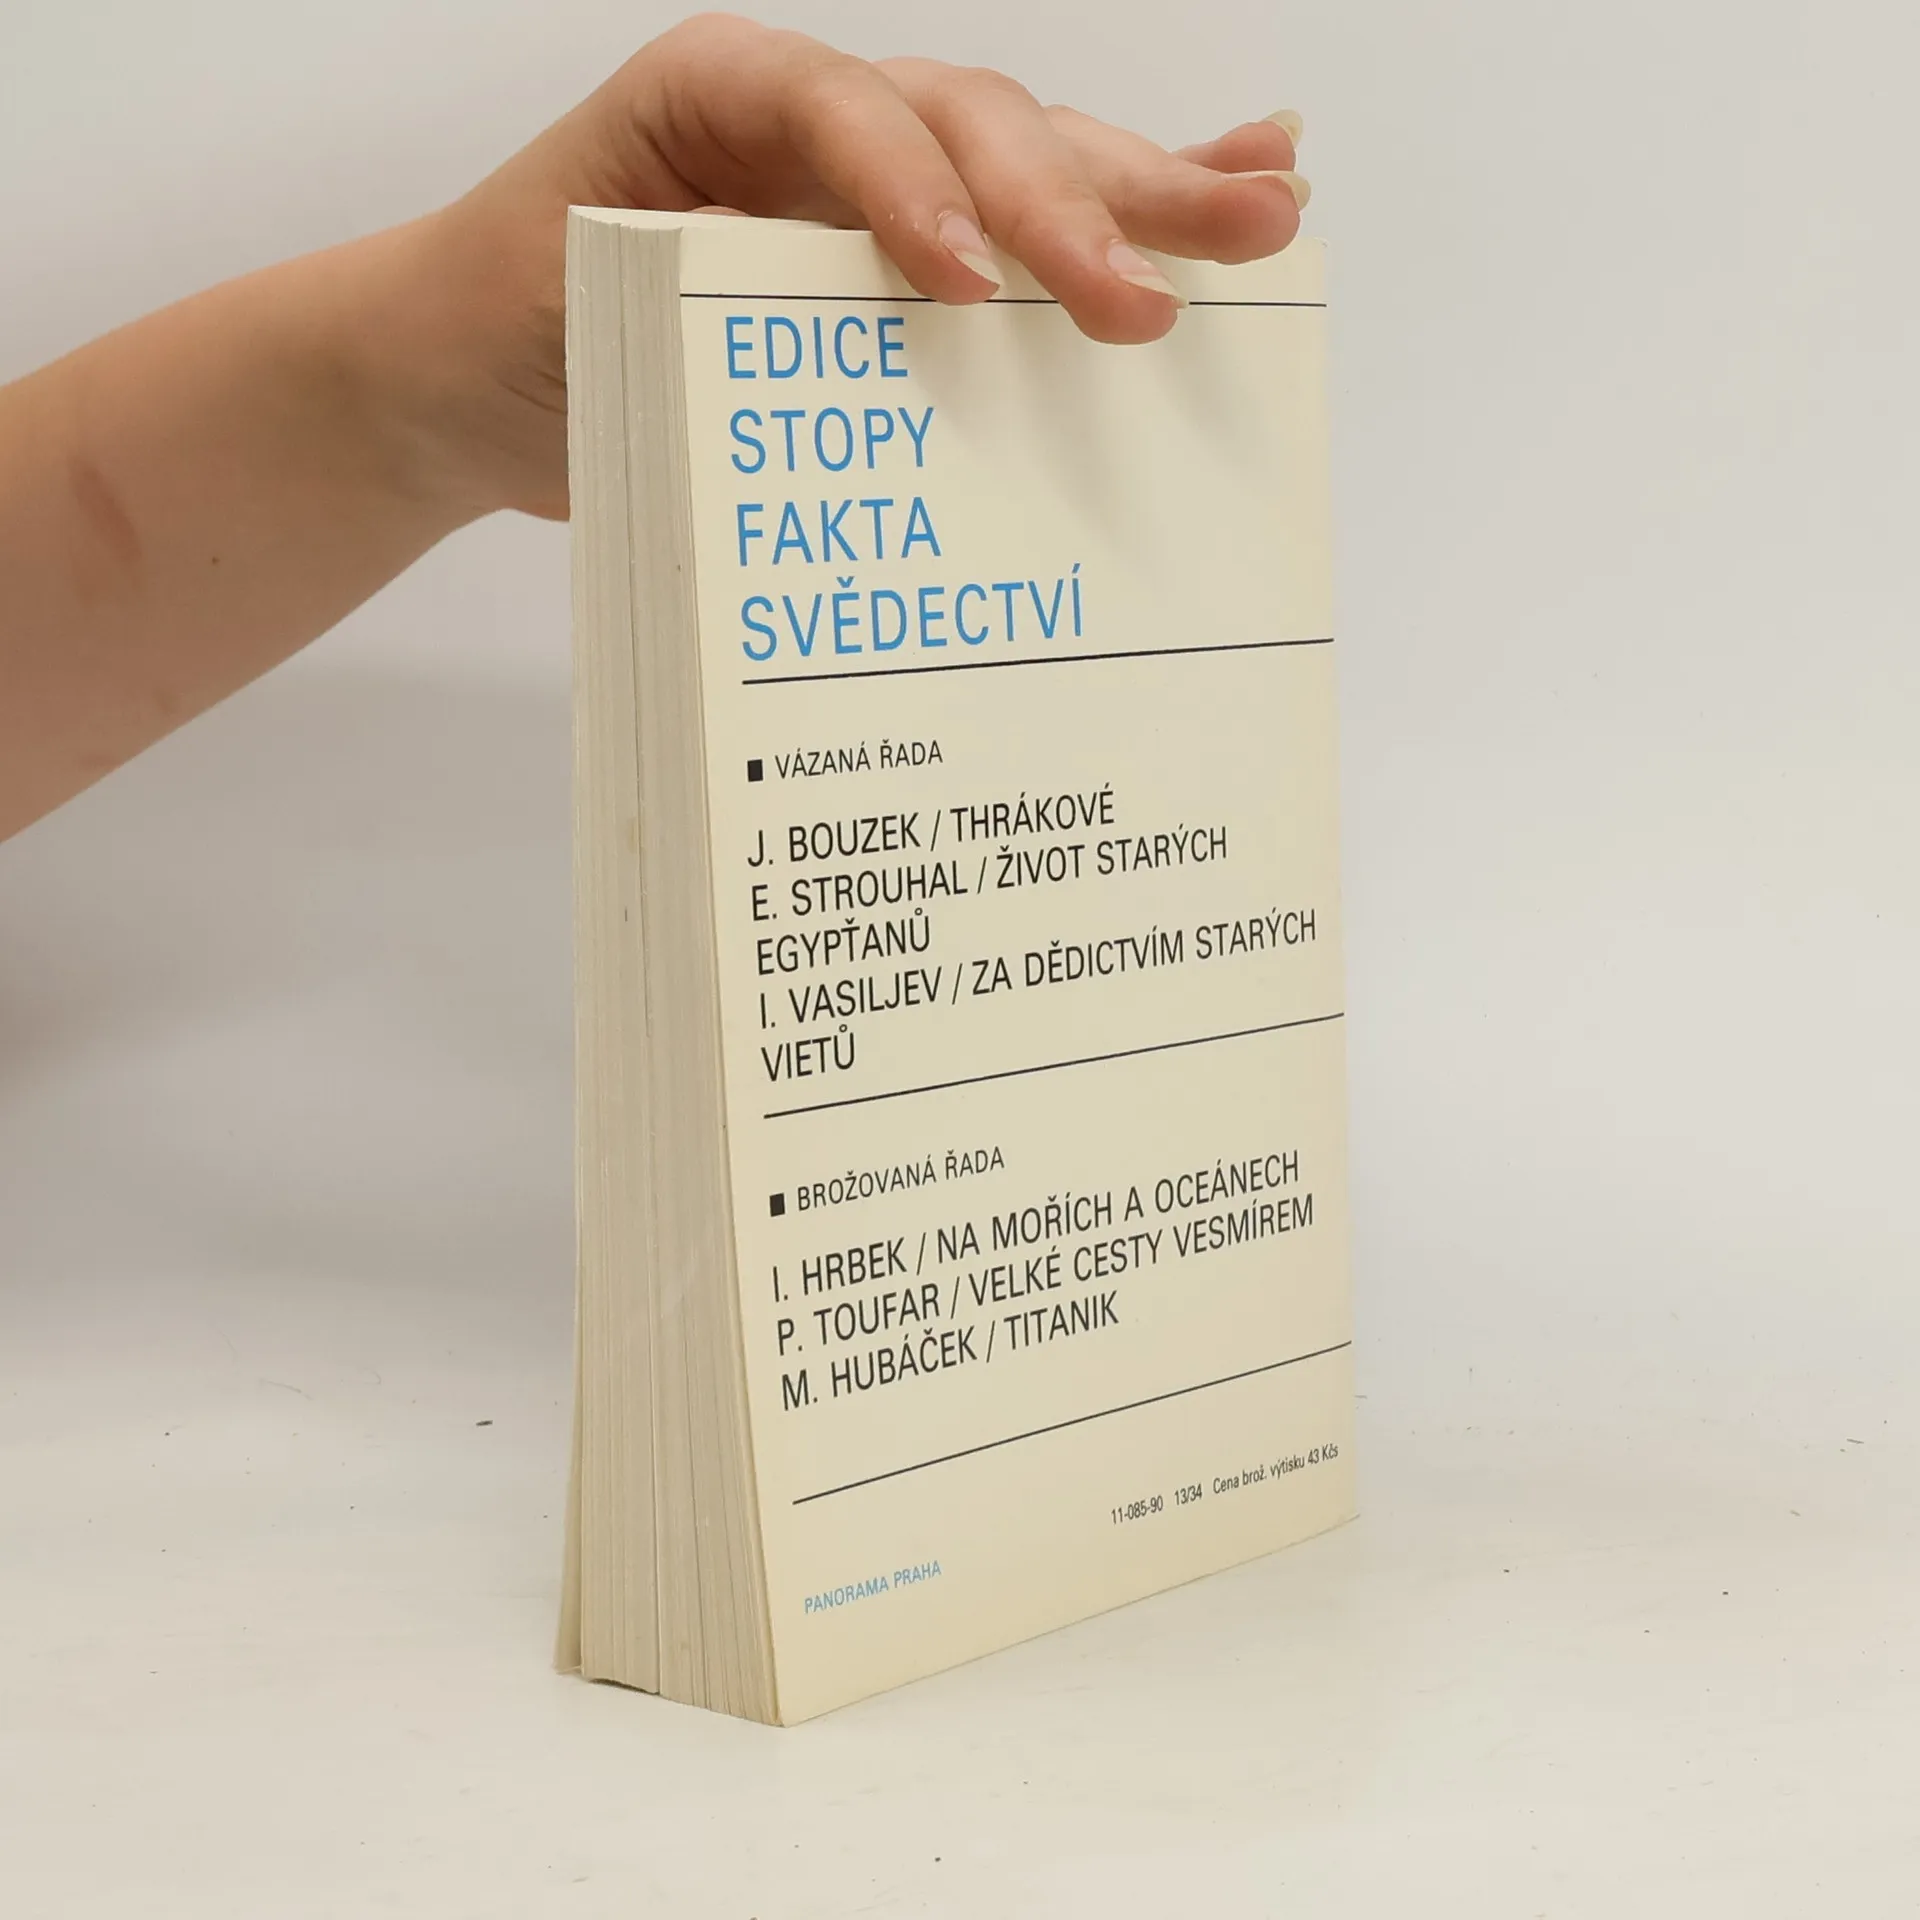 EDICE
STOPY
FAKTA
SVĚDECTVÍ
■ VÁZANÁ ŘADA
J. BOUZEK / THRÁKOVÉ
E. STROUHAL / ŽIVOT STARÝCH
EGYPŤANŮ
I. VASILJEV / ZA DĚDICTVÍM STARÝCH
VIETŮ
■ BROŽOVANÁ ŘADA
I. HRBEK / NA MOŘÍCH A OCEÁNECH
P. TOUFAR / VELKÉ CESTY VESMÍREM
M. HUBÁČEK / TITANIK
11-085-90 13/34 Cena brož. výtisku 43 Kčs
PANORAMA PRAHA